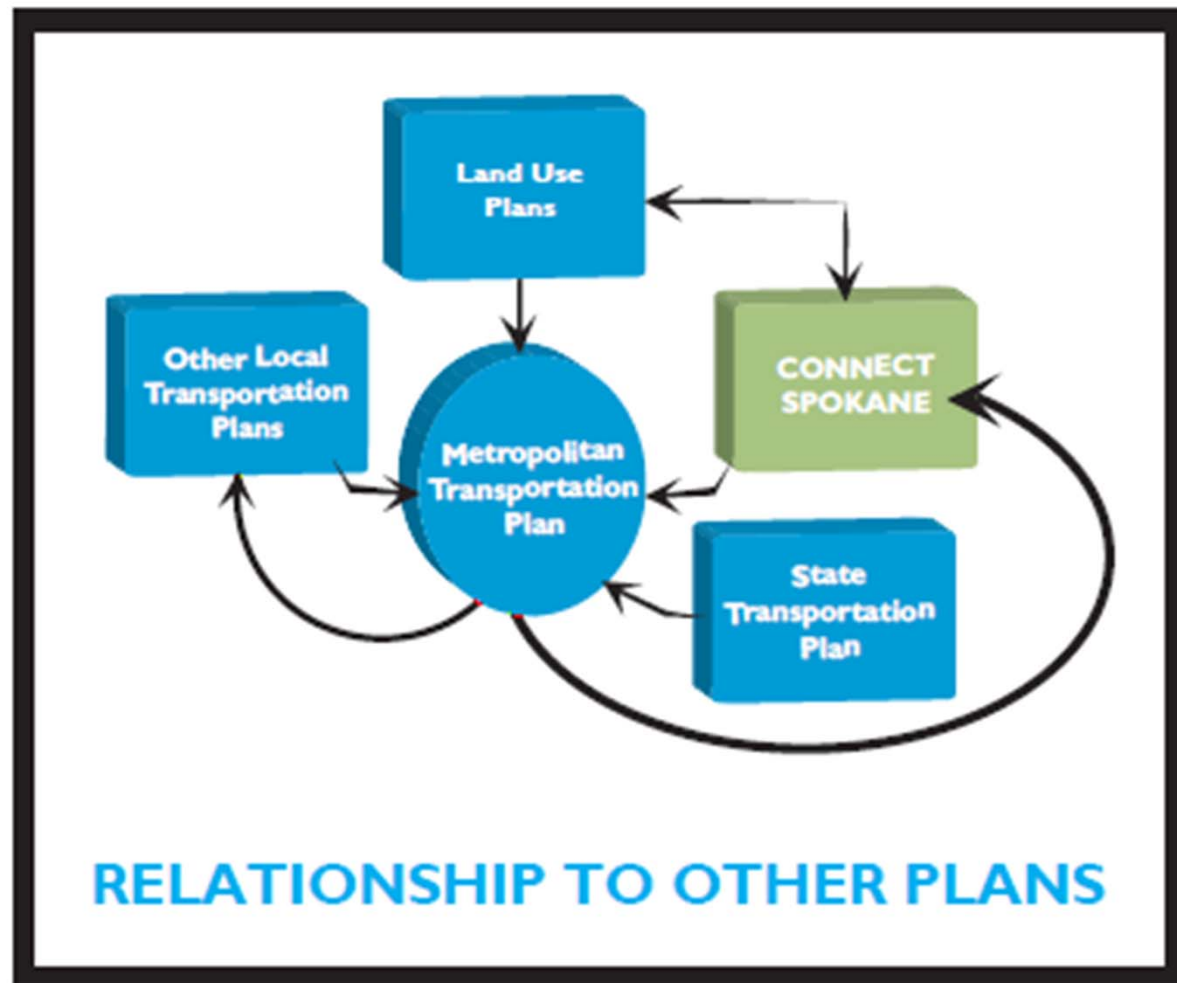 Land Use
Plans
Other Local
Transportation
Plans
CONNECT
SPOKANE
Metropolitan
Transportation
Plan
State
Transportation
Plan
RELATIONSHIP TO OTHER PLANS